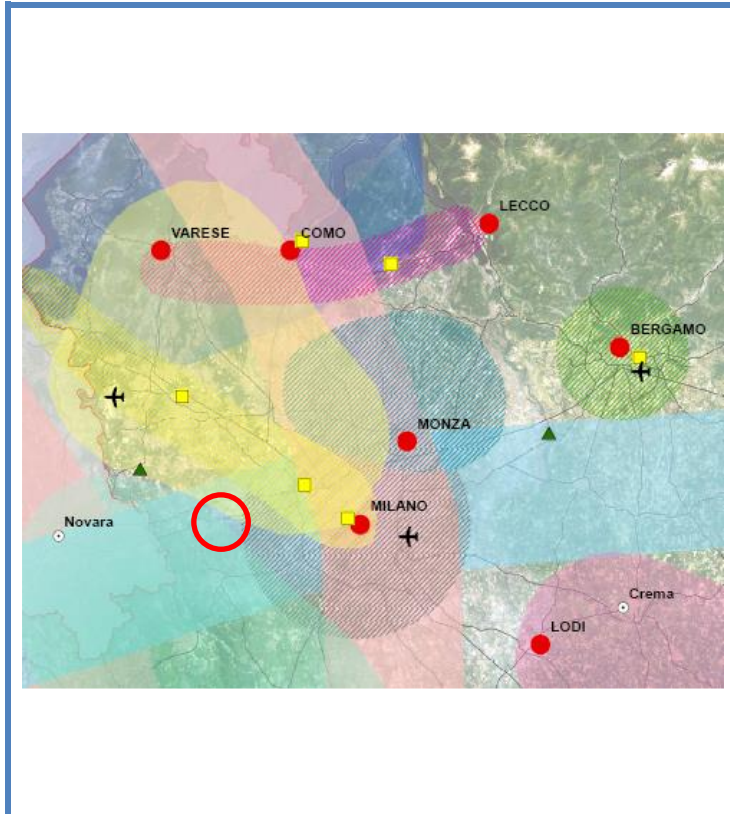 LECCO
VARESE
COMO
BERGAMO
MONZA
MILANO
Novara
Crema
LODI